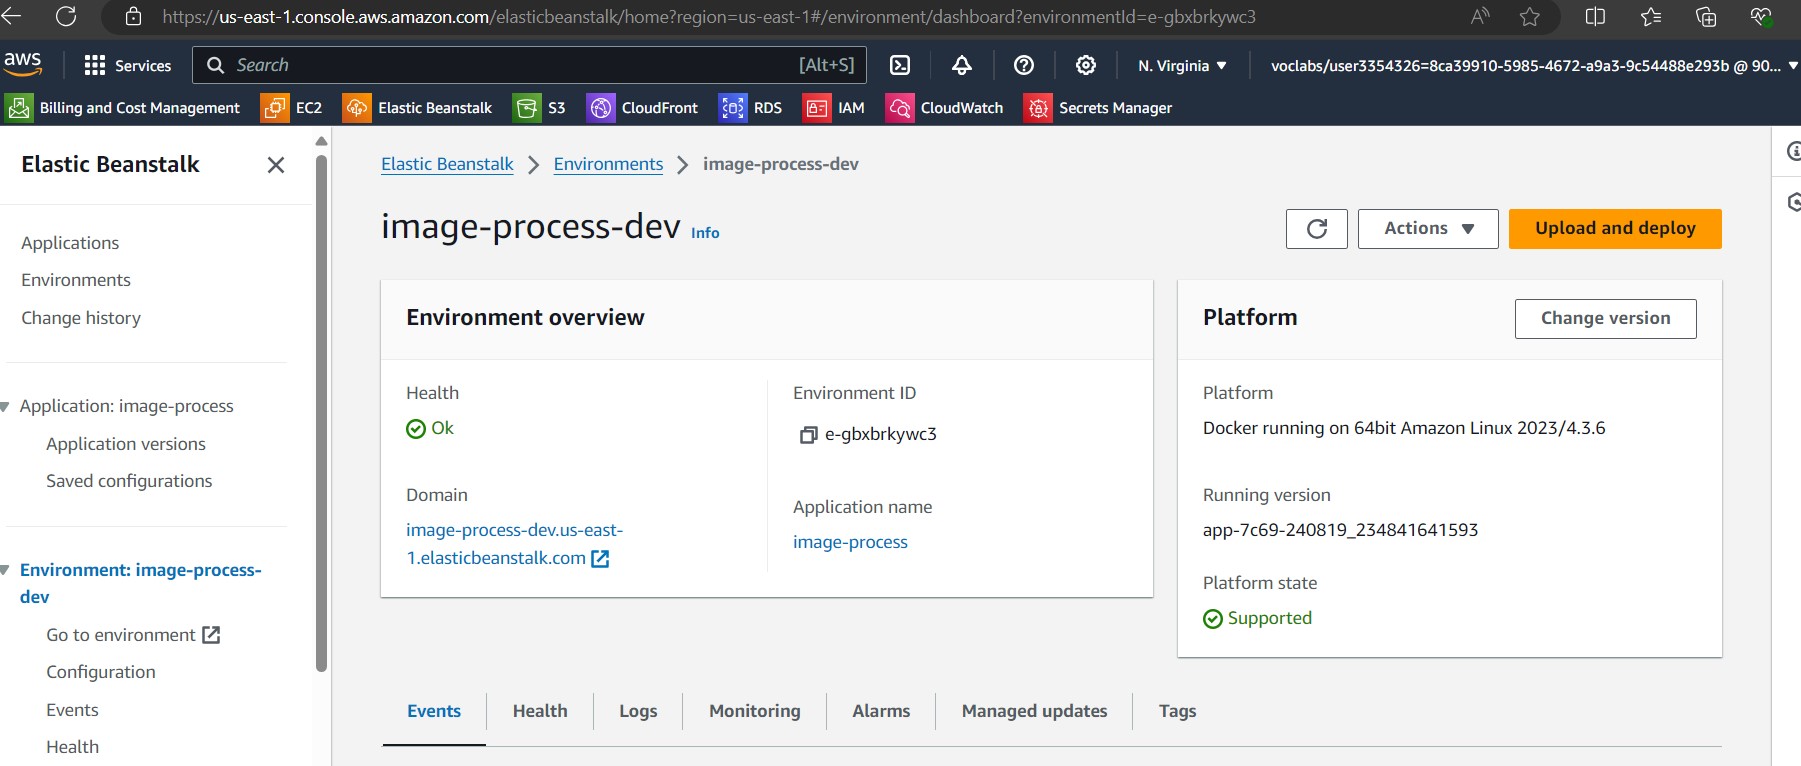 https://us-east-1.console.aws.amazon.com/elasticbeanstalk/home?region=us-east-1#/environment/dashboard?environmentId=e-gbxbrkywc3
aws Services Search [Alt+S] N. Virginia voclabs/user3354326=8ca39910-5985-4672-a9a3-9c54488e293b @ 90...
Billing and Cost Management EC2 Elastic Beanstalk S3 CloudFront RDS IAM CloudWatch Secrets Manager
Elastic Beanstalk
Applications
Environments
Change history
Application: image-process
Application versions
Saved configurations
Environment: image-process-
dev
Go to environment
Configuration
Events
Health
Elastic Beanstalk Environments image-process-dev
image-process-dev Info
Actions Upload and deploy
Environment overview
Health
Ok
Domain
image-process-dev.us-east-
1.elasticbeanstalk.com
Environment ID
e-gbxbrkywc3
Application name
image-process
Platform Change version
Platform
Docker running on 64bit Amazon Linux 2023/4.3.6
Running version
app-7c69-240819_234841641593
Platform state
Supported
Events Health Logs Monitoring Alarms Managed updates Tags